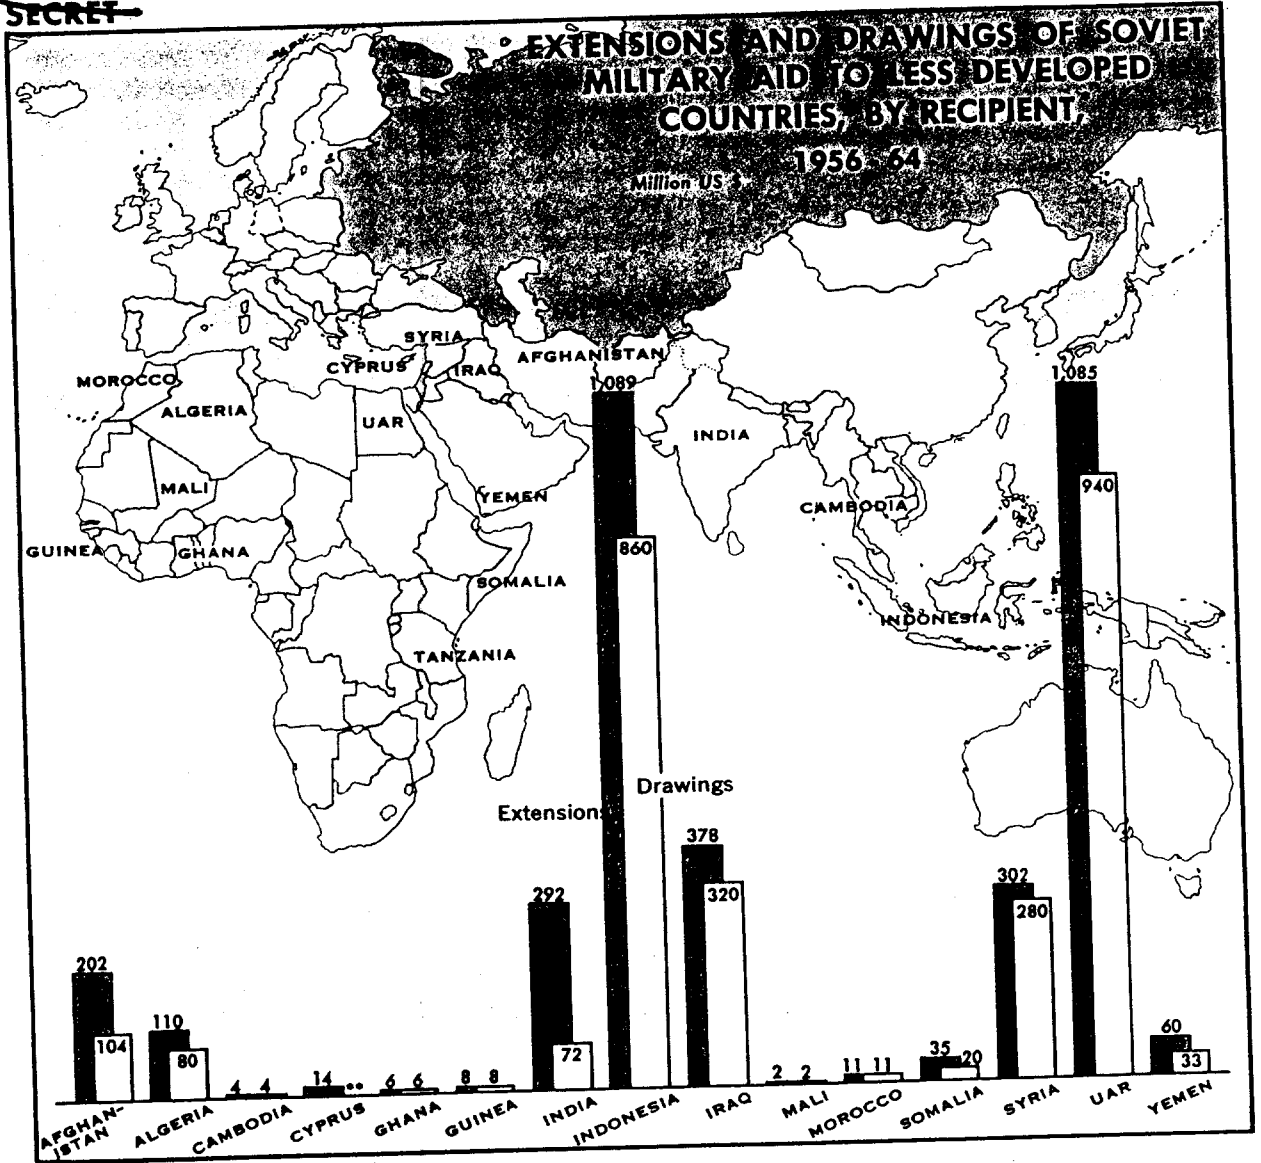 SECRET
EXTENSIONS AND DRAWINGS OF SOVIET
MILITARY AID TO LESS DEVELOPED
COUNTRIES, BY RECIPIENT,
1956 64
Million US $
SYRIA
CYPRUS
IRAQ
AFGHANISTAN
MOROCCO
ALGERIA
UAR
INDIA
MALI
YEMEN
CAMBODIA
GUINEA
GHANA
SOMALIA
INDONESIA
TANZANIA
Extensions
Drawings
202
104
110
80
4 4
14 **
6 6
8 8
292
72
1,089
860
378
320
2 2
11 11
35
20
302
280
1,085
940
60
33
AFGHAN-
ISTAN
ALGERIA
CAMBODIA
CYPRUS
GHANA
GUINEA
INDIA
INDONESIA
IRAQ
MALI
MOROCCO
SOMALIA
SYRIA
UAR
YEMEN